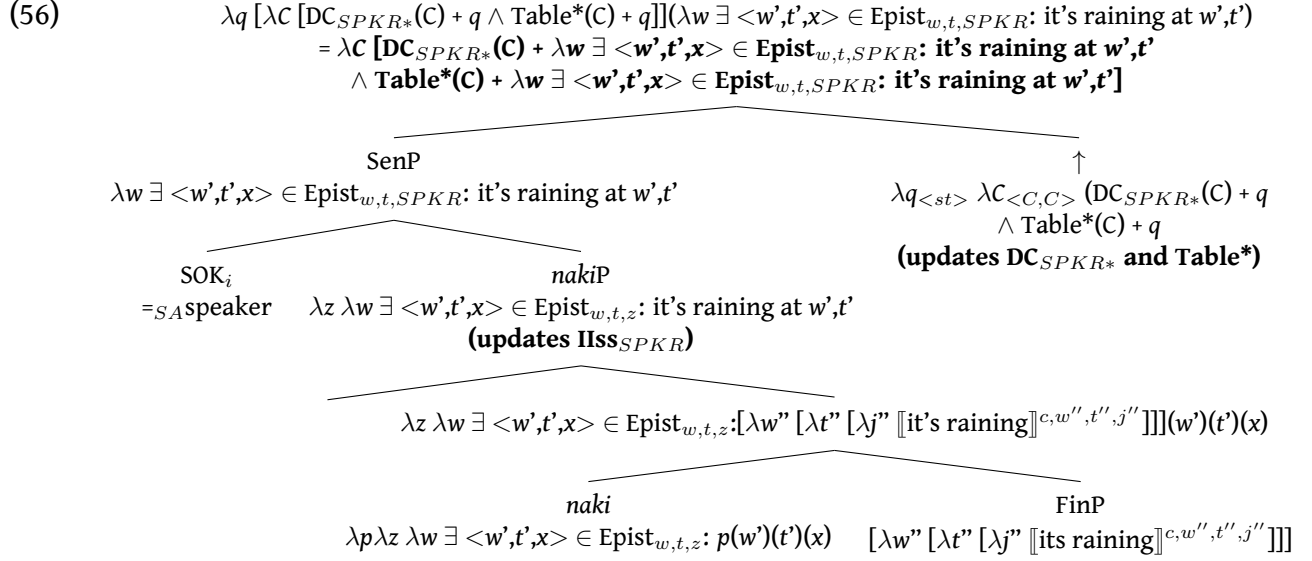 (56) λq [λC [DC_{SPKR∗}(C) + q ∧ Table*(C) + q]](λw ∃ <w',t',x> ∈ Epist_{w,t,SPKR}: it's raining at w',t')
= λC [DC_{SPKR∗}(C) + λw ∃ <w',t',x> ∈ Epist_{w,t,SPKR}: it's raining at w',t'
∧ Table*(C) + λw ∃ <w',t',x> ∈ Epist_{w,t,SPKR}: it's raining at w',t']
SenP
λw ∃ <w',t',x> ∈ Epist_{w,t,SPKR}: it's raining at w',t'
↑
λq_{<st>} λC_{<C,C>} (DC_{SPKR∗}(C) + q
∧ Table*(C) + q
(updates DC_{SPKR∗} and Table*)
SOK_i
=_{SA}speaker
nakiP
λz λw ∃ <w',t',x> ∈ Epist_{w,t,z}: it's raining at w',t'
(updates IIss_{SPKR})
λz λw ∃ <w',t',x> ∈ Epist_{w,t,z}:[λw” [λt” [λj” ⟦it's raining⟧^{c,w'',t'',j''}]]](w')(t')(x)
naki
λpλz λw ∃ <w',t',x> ∈ Epist_{w,t,z}: p(w')(t')(x)
FinP
[λw” [λt” [λj” ⟦its raining⟧^{c,w'',t'',j''}]]]